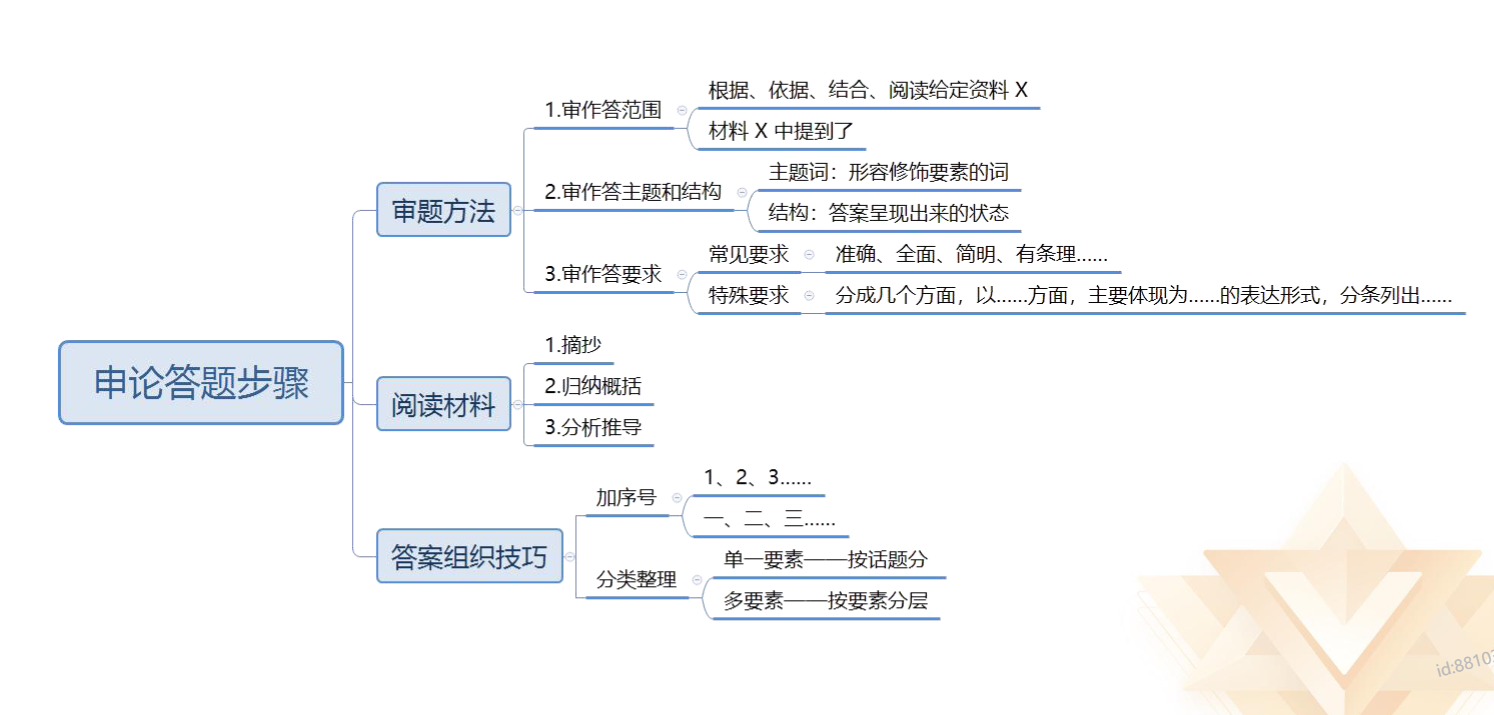 申论答题步骤
审题方法
1.审作答范围
根据、依据、结合、阅读给定资料 X
材料 X 中提到了
2.审作答主题和结构
主题词：形容修饰要素的词
结构：答案呈现出来的状态
3.审作答要求
常见要求
准确、全面、简明、有条理……
特殊要求
分成几个方面，以……方面，主要体现为……的表达形式，分条列出……
阅读材料
1.摘抄
2.归纳概括
3.分析推导
答案组织技巧
加序号
1、2、3……
一、二、三……
分类整理
单一要素——按话题分
多要素——按要素分层